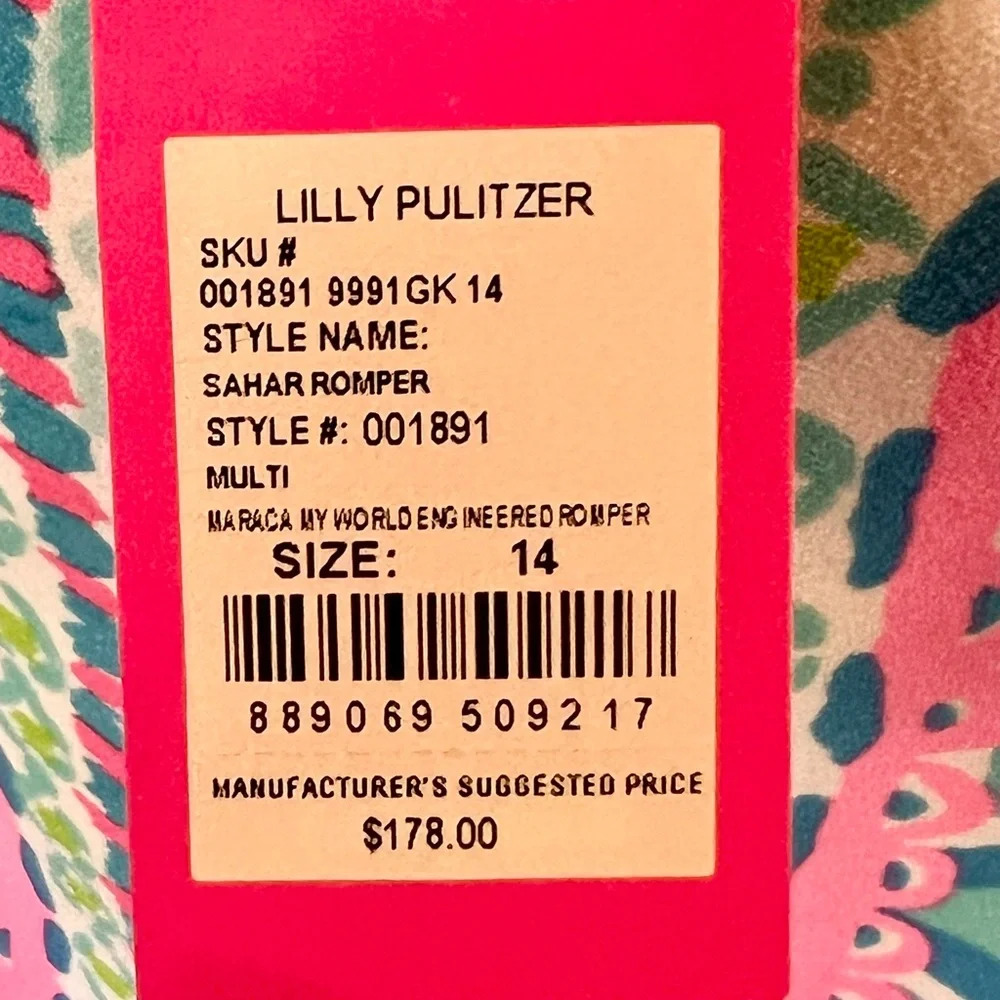 LILLY PULITZER
SKU #
001891 9991GK 14
STYLE NAME:
SAHAR ROMPER
STYLE #: 001891
MULTI
MARACA MY WORLD ENGINEERED ROMPER
SIZE: 14
889069 509217
MANUFACTURER'S SUGGESTED PRICE
$178.00